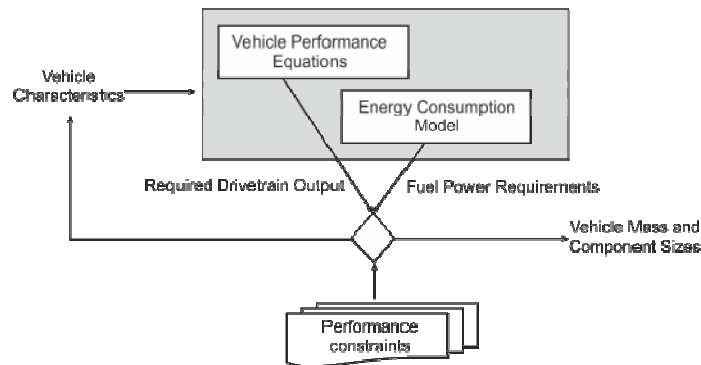 Vehicle Performance
Equations
Vehicle
Characteristics
Energy Consumption
Model
Required Drivetrain Output
Fuel Power Requirements
Vehicle Mass and
Component Sizes
Performance
constraints